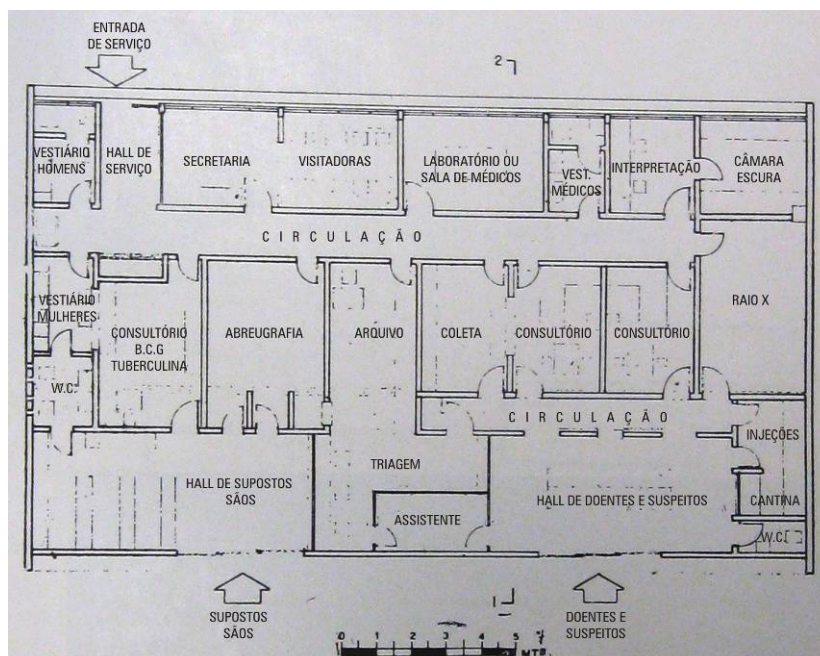 ENTRADA
DE SERVIÇO
2
VESTIÁRIO
HOMENS
HALL DE
SERVIÇO
SECRETARIA
VISITADORAS
LABORATÓRIO OU
SALA DE MÉDICOS
VEST.
MÉDICOS
INTERPRETAÇÃO
CÂMARA
ESCURA
CIRCULAÇÃO
VESTIÁRIO
MULHERES
CONSULTÓRIO
B.C.G
TUBERCULINA
ABREUGRAFIA
ARQUIVO
COLETA
CONSULTÓRIO
CONSULTÓRIO
RAIO X
W.C.
CIRCULAÇÃO
INJEÇÕES
TRIAGEM
HALL DE SUPOSTOS
SÃOS
HALL DE DOENTES E SUSPEITOS
CANTINA
ASSISTENTE
W.C.
1
SUPOSTOS
SÃOS
DOENTES E
SUSPEITOS
0 1 2 3 4 5
MTS.